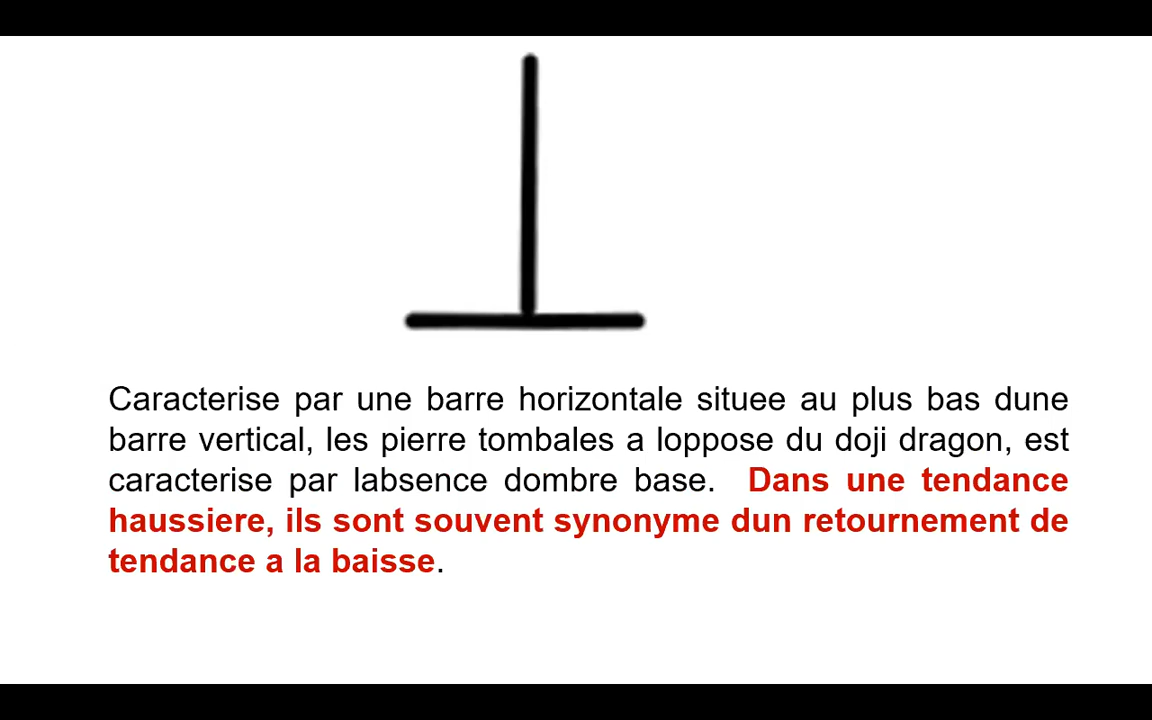 Caracterise par une barre horizontale situee au plus bas dune
barre vertical, les pierre tombales a loppose du doji dragon, est
caracterise par labsence dombre base. Dans une tendance
haussiere, ils sont souvent synonyme dun retournement de
tendance a la baisse.